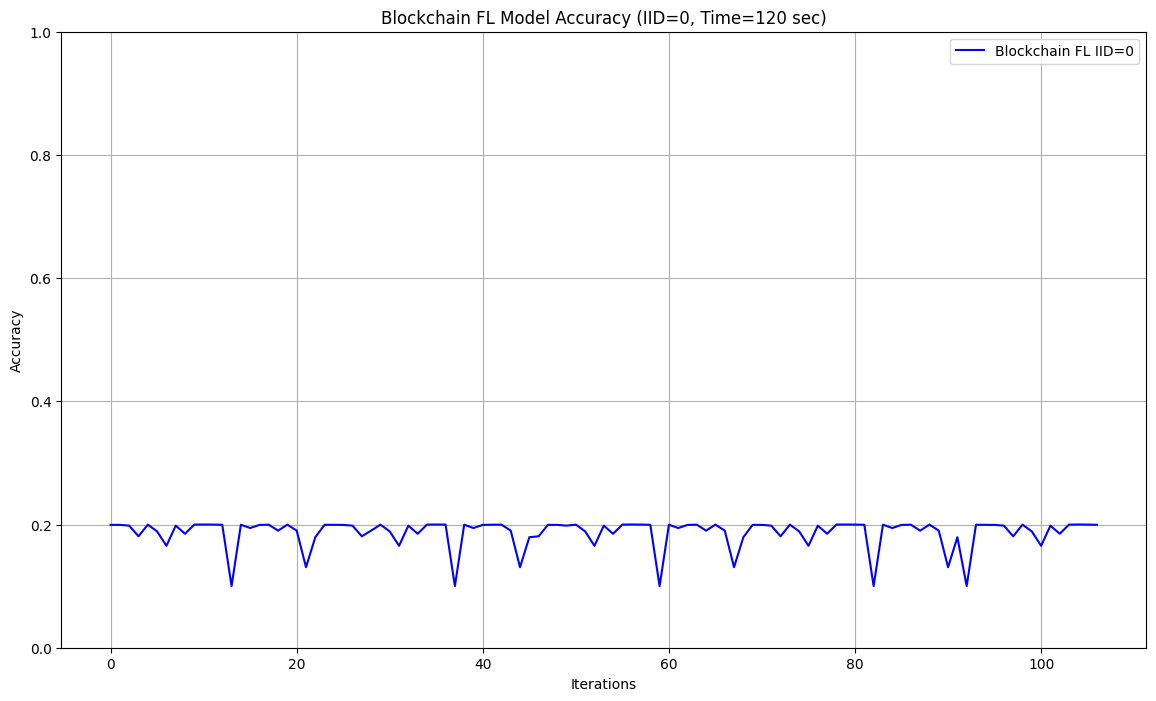 Blockchain FL Model Accuracy (IID=0, Time=120 sec)
Blockchain FL IID=0
1.0
0.8
0.6
0.4
0.2
0.0
Accuracy
0 20 40 60 80 100
Iterations